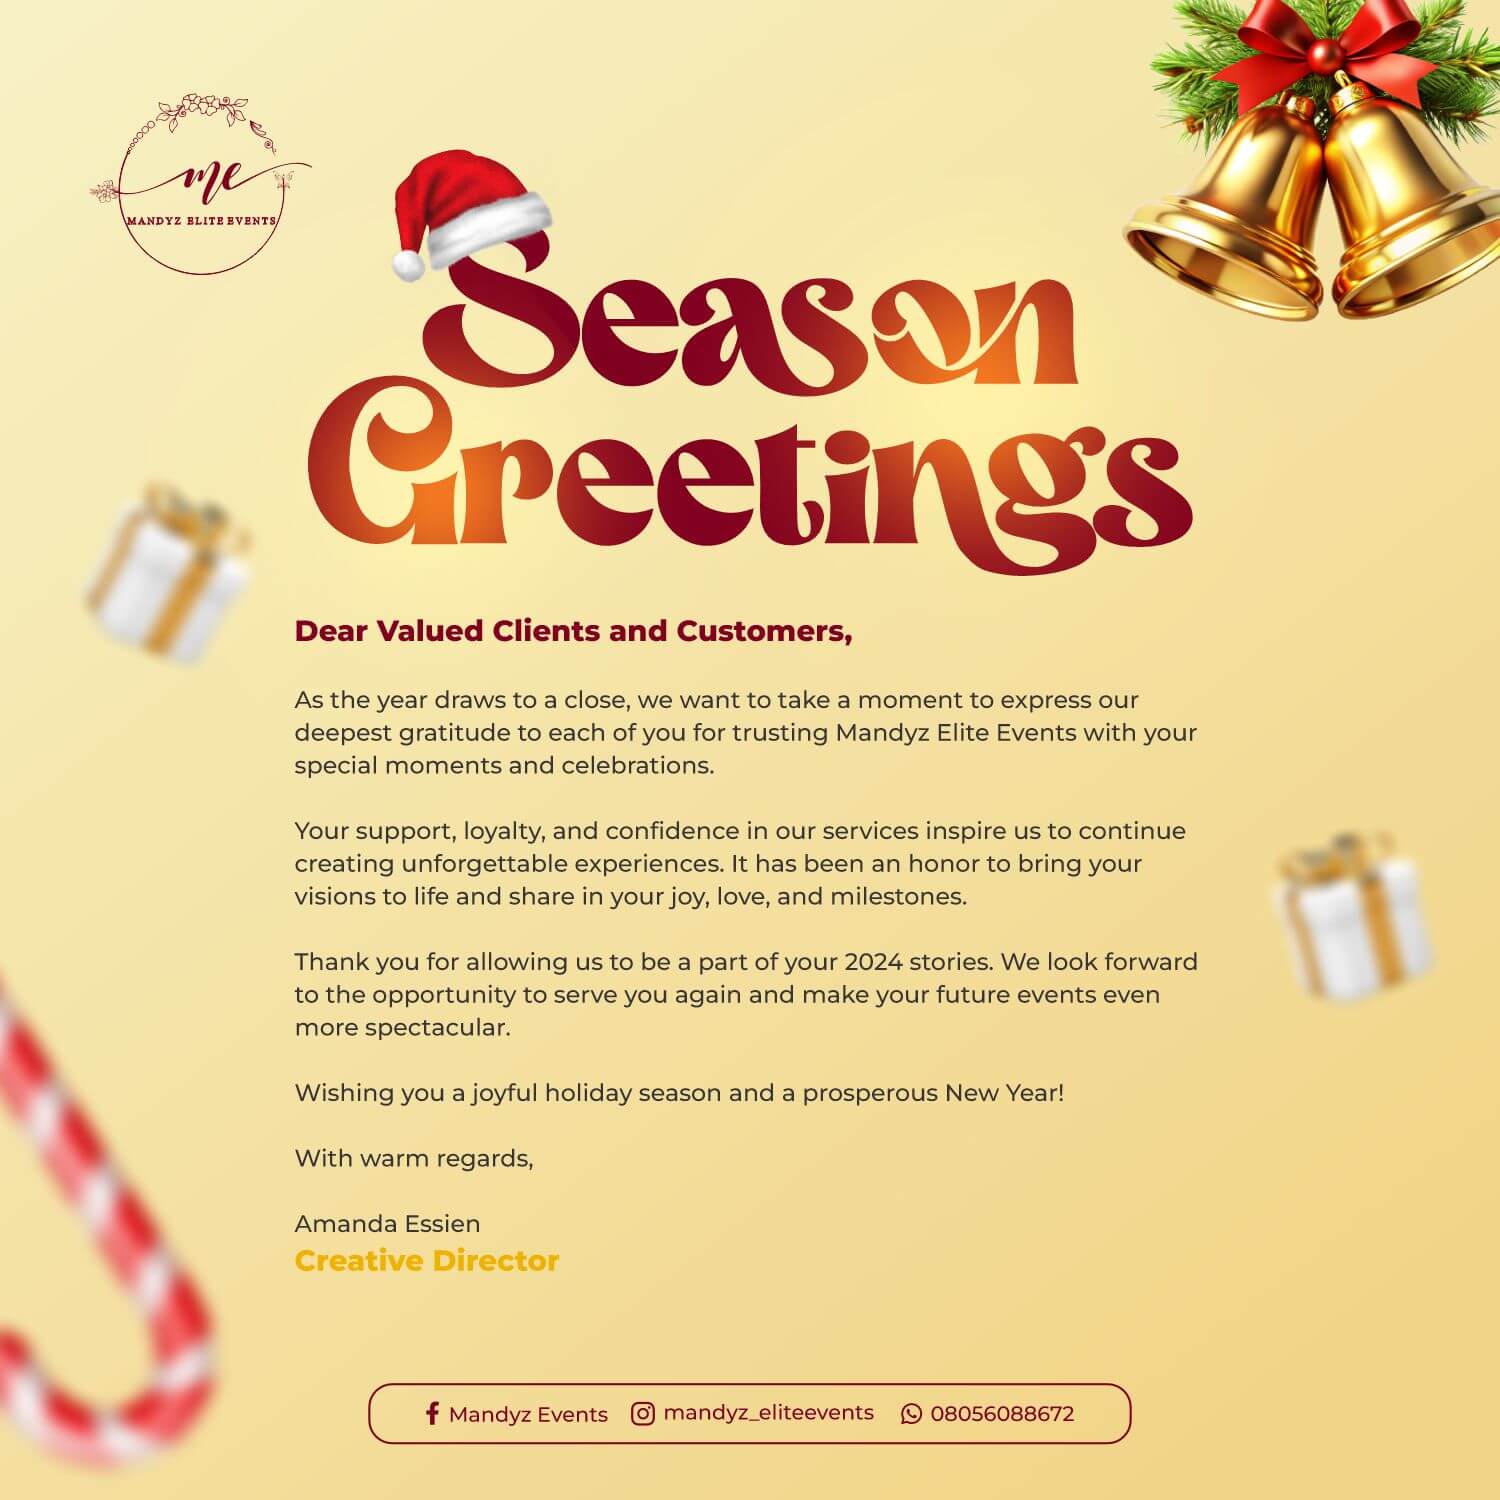 me
MANDYZ ELITE EVENTS
Season
Greetings
Dear Valued Clients and Customers,
As the year draws to a close, we want to take a moment to express our
deepest gratitude to each of you for trusting Mandyz Elite Events with your
special moments and celebrations.
Your support, loyalty, and confidence in our services inspire us to continue
creating unforgettable experiences. It has been an honor to bring your
visions to life and share in your joy, love, and milestones.
Thank you for allowing us to be a part of your 2024 stories. We look forward
to the opportunity to serve you again and make your future events even
more spectacular.
Wishing you a joyful holiday season and a prosperous New Year!
With warm regards,
Amanda Essien
Creative Director
Mandyz Events mandyz_eliteevents 08056088672